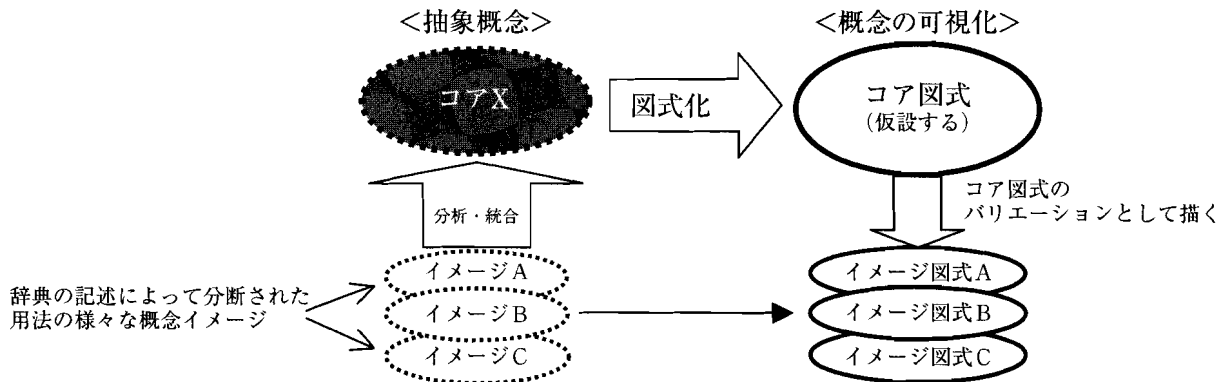 <抽象概念>
<概念の可視化>
コアX
図式化
コア図式
(仮設する)
分析・統合
コア図式の
バリエーションとして描く
イメージA
イメージB
イメージC
辞典の記述によって分断された
用法の様々な概念イメージ
イメージ図式A
イメージ図式B
イメージ図式C